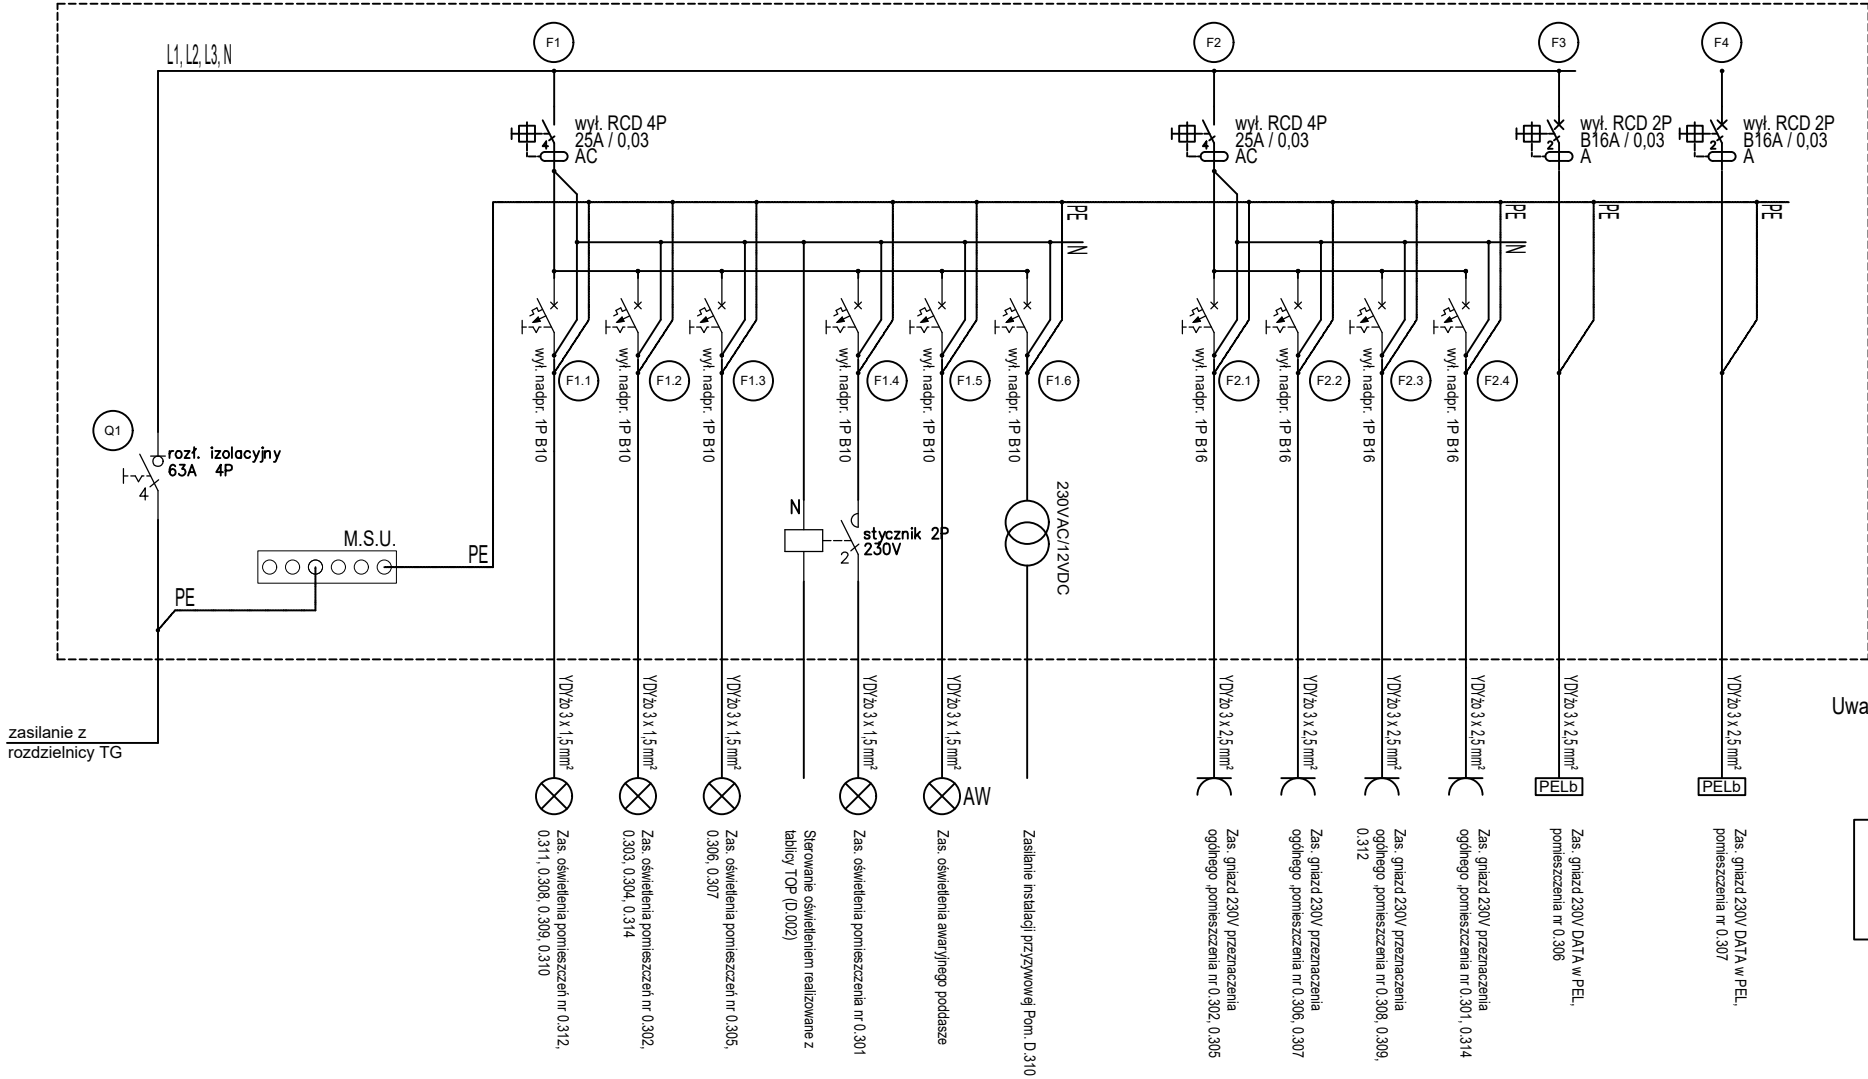 L1, L2, L3, N
F1
F2
F3
F4
wył. RCD 4P
25A / 0,03
AC
4
wył. RCD 4P
25A / 0,03
AC
4
wył. RCD 2P
B16A / 0,03
A
2
wył. RCD 2P
B16A / 0,03
A
2
PE
N
PE
N
PE
PE
wył. nadpr. 1P B10
F1.1
wył. nadpr. 1P B10
F1.2
wył. nadpr. 1P B10
F1.3
wył. nadpr. 1P B10
F1.4
wył. nadpr. 1P B10
F1.5
wył. nadpr. 1P B10
F1.6
wył. nadpr. 1P B16
F2.1
wył. nadpr. 1P B16
F2.2
wył. nadpr. 1P B16
F2.3
wył. nadpr. 1P B16
F2.4
Q1
rozł. izolacyjny
63A 4P
4
M.S.U.
PE
PE
N
stycznik 2P
230V
2
230VAC/12VDC
zasilanie z
rozdzielnicy TG
YDYżo 3 x 1,5 mm²
YDYżo 3 x 1,5 mm²
YDYżo 3 x 1,5 mm²
YDYżo 3 x 1,5 mm²
YDYżo 3 x 1,5 mm²
YDYżo 3 x 2,5 mm²
YDYżo 3 x 2,5 mm²
YDYżo 3 x 2,5 mm²
YDYżo 3 x 2,5 mm²
YDYżo 3 x 2,5 mm²
YDYżo 3 x 2,5 mm²
Uwa
AW
PELb
PELb
Zas. oświetlenia pomieszczeń nr 0.312,
0.311, 0.308, 0.309, 0.310
Zas. oświetlenia pomieszczeń nr 0.302,
0.303, 0.304, 0.314
Zas. oświetlenia pomieszczeń nr 0.305,
0.306, 0.307
Sterowanie oświetleniem realizowane z
tablicy TOP (D.002)
Zas. oświetlenia pomieszczenia nr 0.301
Zas. oświetlenia awaryjnego poddasze
Zasilanie instalacji przyzywowej Pom. D.310
Zas. gniazd 230V przeznaczenia
ogólnego ,pomieszczenia nr 0.302, 0.305
Zas. gniazd 230V przeznaczenia
ogólnego ,pomieszczenia nr 0.306, 0.307
Zas. gniazd 230V przeznaczenia
ogólnego ,pomieszczenia nr 0.308, 0.309,
0.312
Zas. gniazd 230V przeznaczenia
ogólnego ,pomieszczenia nr 0.301, 0.314
Zas. gniazd 230V DATA w PEL,
pomieszczenia nr 0.306
Zas. gniazd 230V DATA w PEL,
pomieszczenia nr 0.307